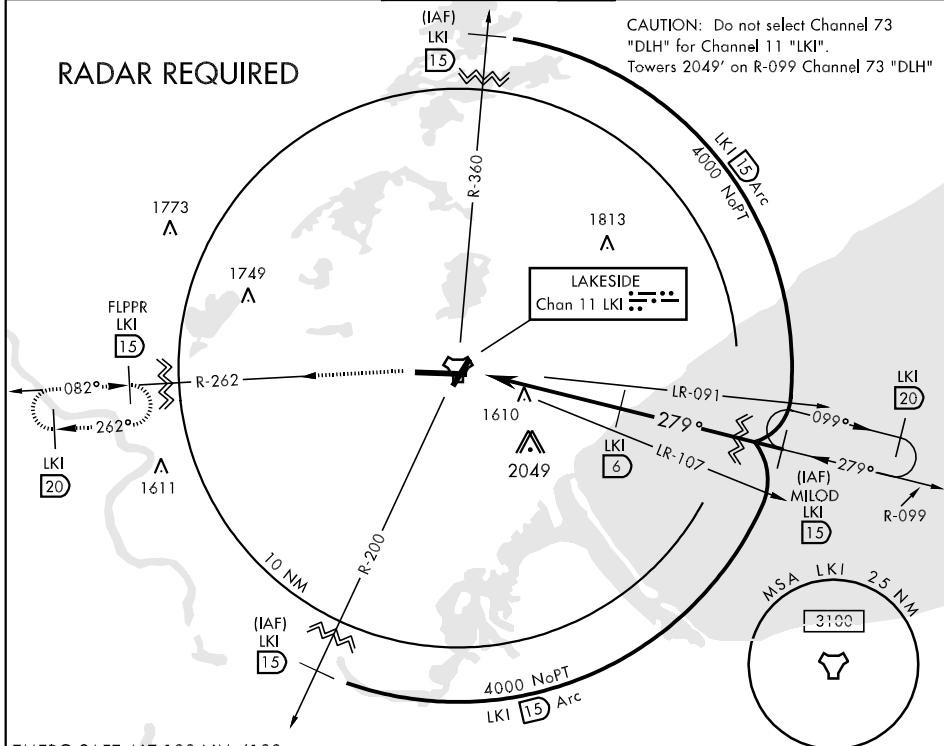 (IAF)
LKI
15
CAUTION: Do not select Channel 73
"DLH" for Channel 11 "LKI".
Towers 2049' on R-099 Channel 73 "DLH"
RADAR REQUIRED
R-360
LKI 15 Arc
4000 NoPT
1773
1813
1749
LAKESIDE
Chan 11 LKI
FLPPR
LKI
15
082°
R-262
262°
LKI
20
1611
1610
2049
LKI
6
279°
LR-091
LR-107
099°
279°
LKI
20
(IAF)
MILOD
LKI
15
R-099
R-200
10 NM
(IAF)
LKI
15
4000 NoPT
LKI 15 Arc
MSA LKI 25 NM
3100